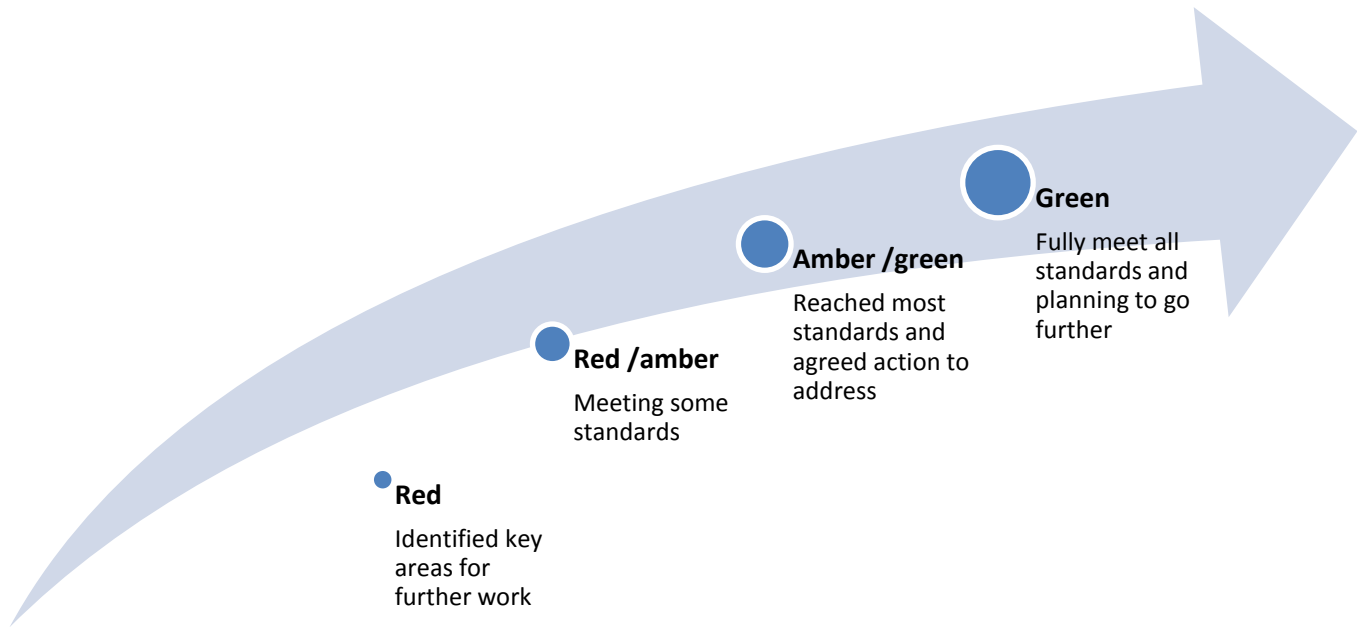 Red
Identified key
areas for
further work
Red /amber
Meeting some
standards
Amber /green
Reached most
standards and
agreed action to
address
Green
Fully meet all
standards and
planning to go
further